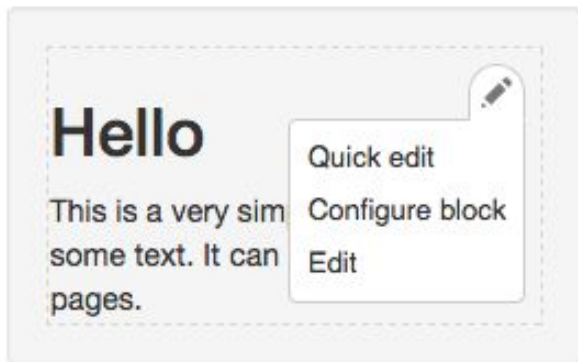 Hello
Quick edit
Configure block
Edit
This is a very sim
some text. It can
pages.